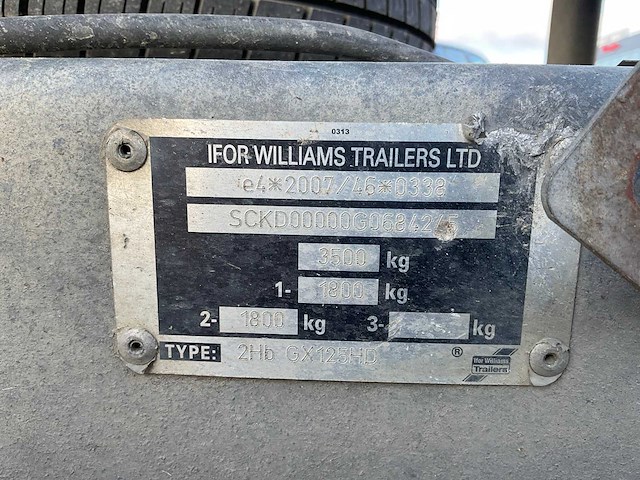 0313
IFOR WILLIAMS TRAILERS LTD
e4*2007/46*0338
3500 kg
1- 1800 kg
2- 1800 kg 3- kg
TYPE: 2Hb GX125HD ® Ifor Williams
Trailers